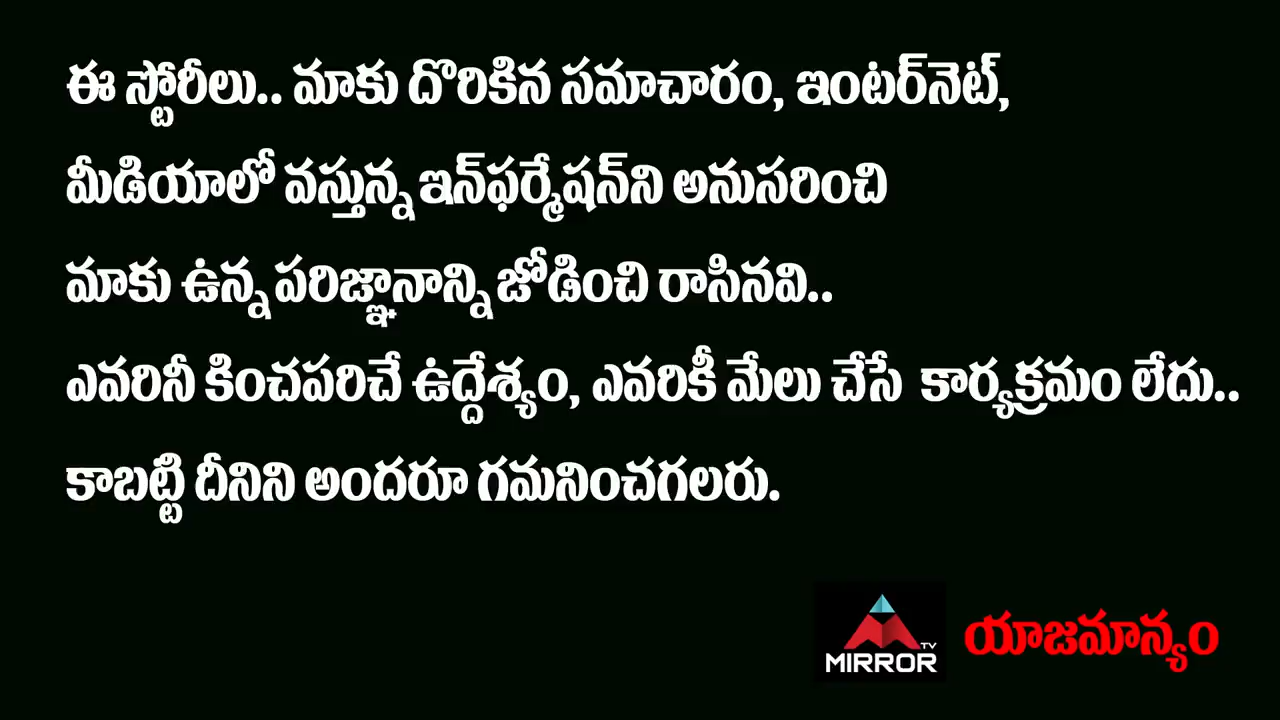 ఈ స్టోరీలు.. మాకు దొరికిన సమాచారం, ఇంటర్‌నెట్,
మీడియాలో వస్తున్న ఇన్‌ఫర్మేషన్‌ని అనుసరించి
మాకు ఉన్న పరిజ్ఞానాన్ని జోడించి రాసినవి..
ఎవరినీ కించపరిచే ఉద్దేశ్యం, ఎవరికీ మేలు చేసే కార్యక్రమం లేదు..
కాబట్టి దీనిని అందరూ గమనించగలరు.
TV
MIRROR
యాజమాన్యం